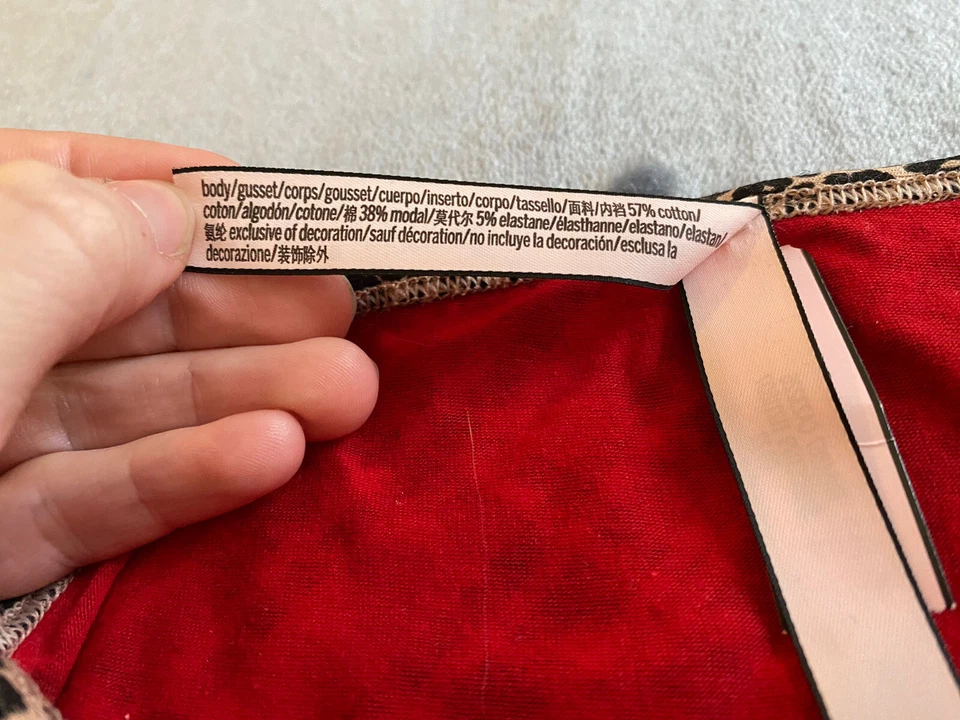 body/gusset/corps/gousset/cuerpo/inserto/corpo/tassello/面料/内裆 57% cotton/
coton/algodón/cotone/棉 38% modal/莫代尔 5% elastane/élasthanne/elastano/elastan/
氨纶 exclusive of decoration/sauf décoration/no incluye la decoración/esclusa la
decorazione/装饰除外